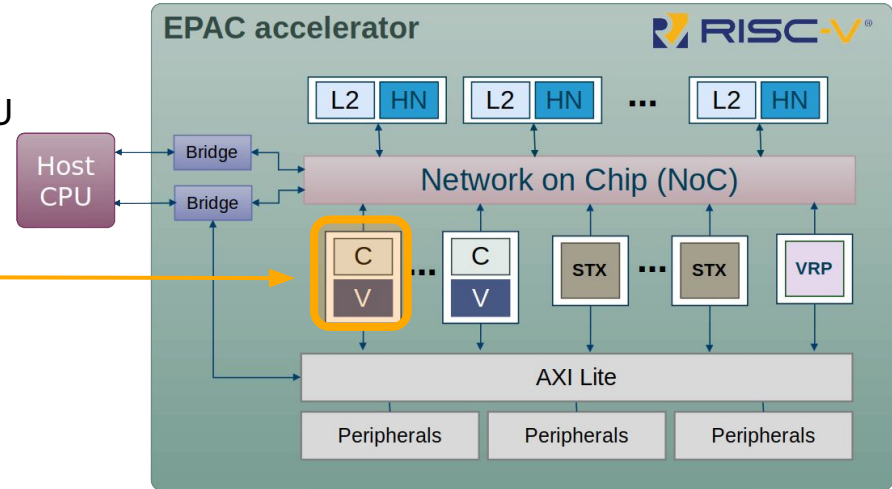 EPAC accelerator
RISC-V®
U
L2 HN
L2 HN
...
L2 HN
Host
CPU
Bridge
Bridge
Network on Chip (NoC)
C
V
...
C
V
STX
...
STX
VRP
AXI Lite
Peripherals
Peripherals
Peripherals